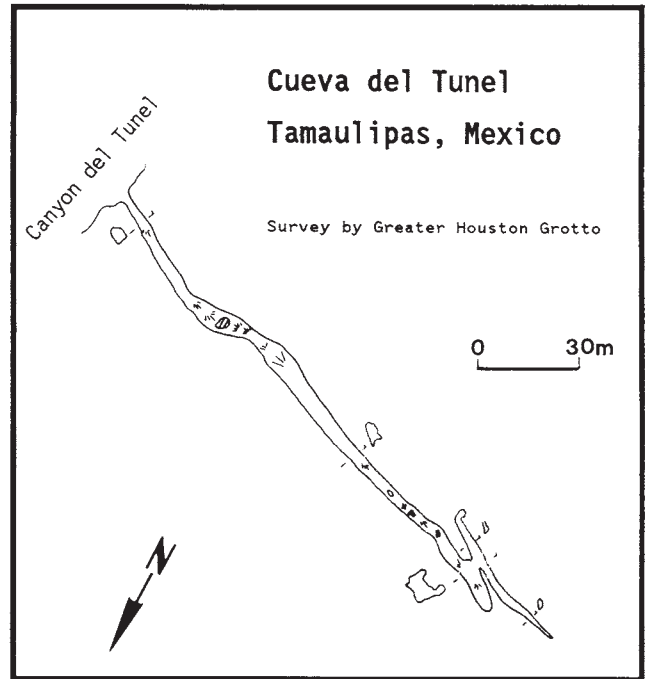 Cueva del Tunel
Tamaulipas, Mexico
Canyon del Tunel
Survey by Greater Houston Grotto
0 30m
N